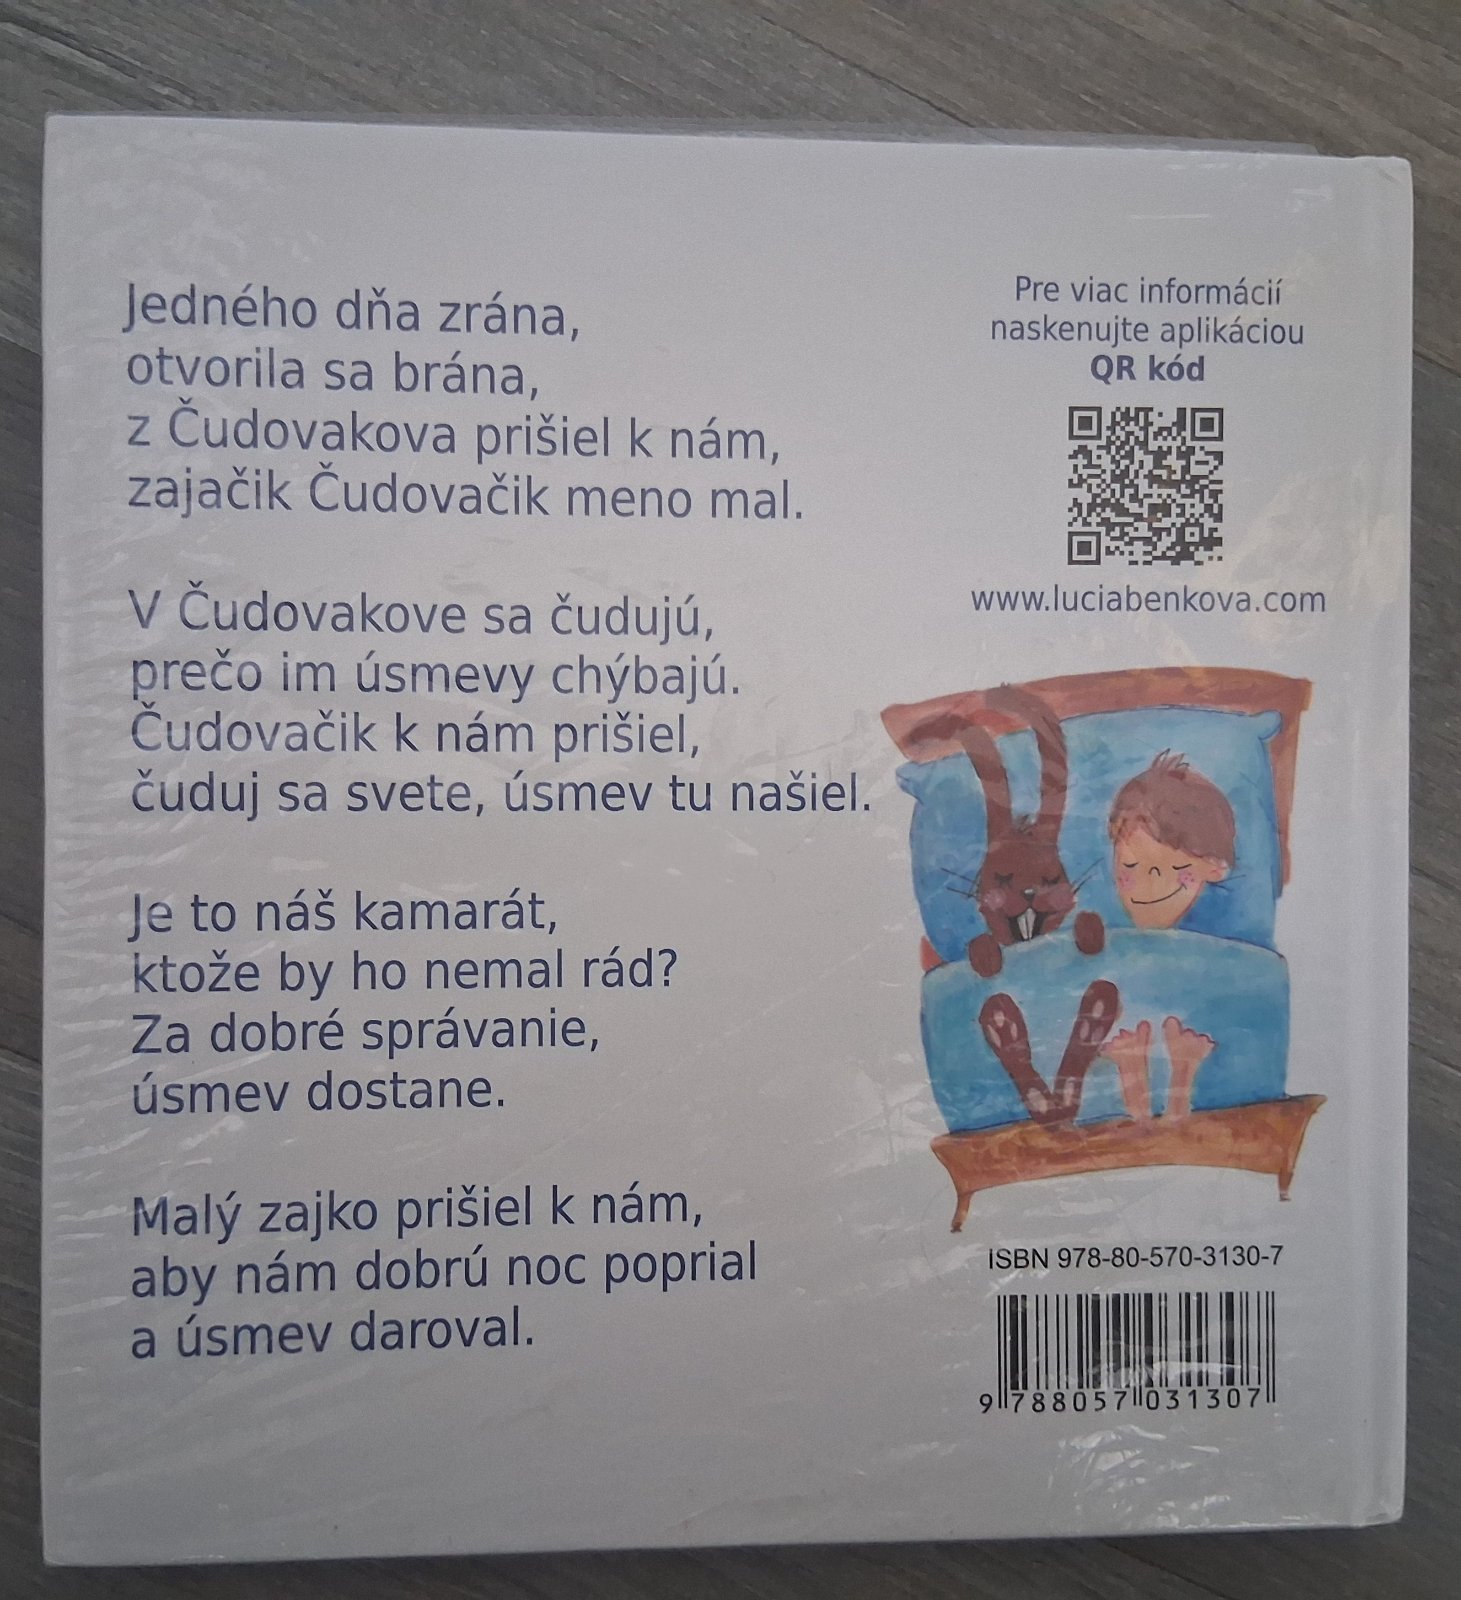 Jedného dňa zrána,
otvorila sa brána,
z Čudovakova prišiel k nám,
zajačik Čudovačik meno mal.
V Čudovakove sa čudujú,
prečo im úsmevy chýbajú.
Čudovačik k nám prišiel,
čuduj sa svete, úsmev tu našiel.
Je to náš kamarát,
ktože by ho nemal rád?
Za dobré správanie,
úsmev dostane.
Malý zajko prišiel k nám,
aby nám dobrú noc poprial
a úsmev daroval.
Pre viac informácií
naskenujte aplikáciou
QR kód
www.luciabenkova.com
ISBN 978-80-570-3130-7
9 788057 031307